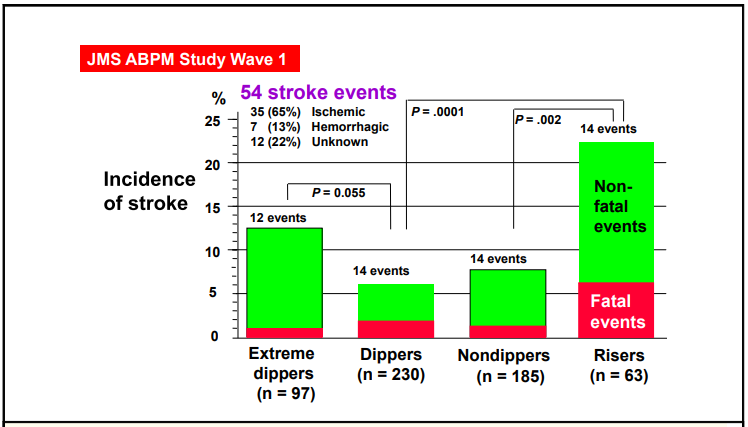 JMS ABPM Study Wave 1
54 stroke events
35 (65%) Ischemic
7 (13%) Hemorrhagic
12 (22%) Unknown
%
25
20
15
10
5
0
Incidence
of stroke
P = 0.055
P = .0001
P = .002
12 events
14 events
14 events
14 events
Non-
fatal
events
Fatal
events
Extreme
dippers
(n = 97)
Dippers
(n = 230)
Nondippers
(n = 185)
Risers
(n = 63)